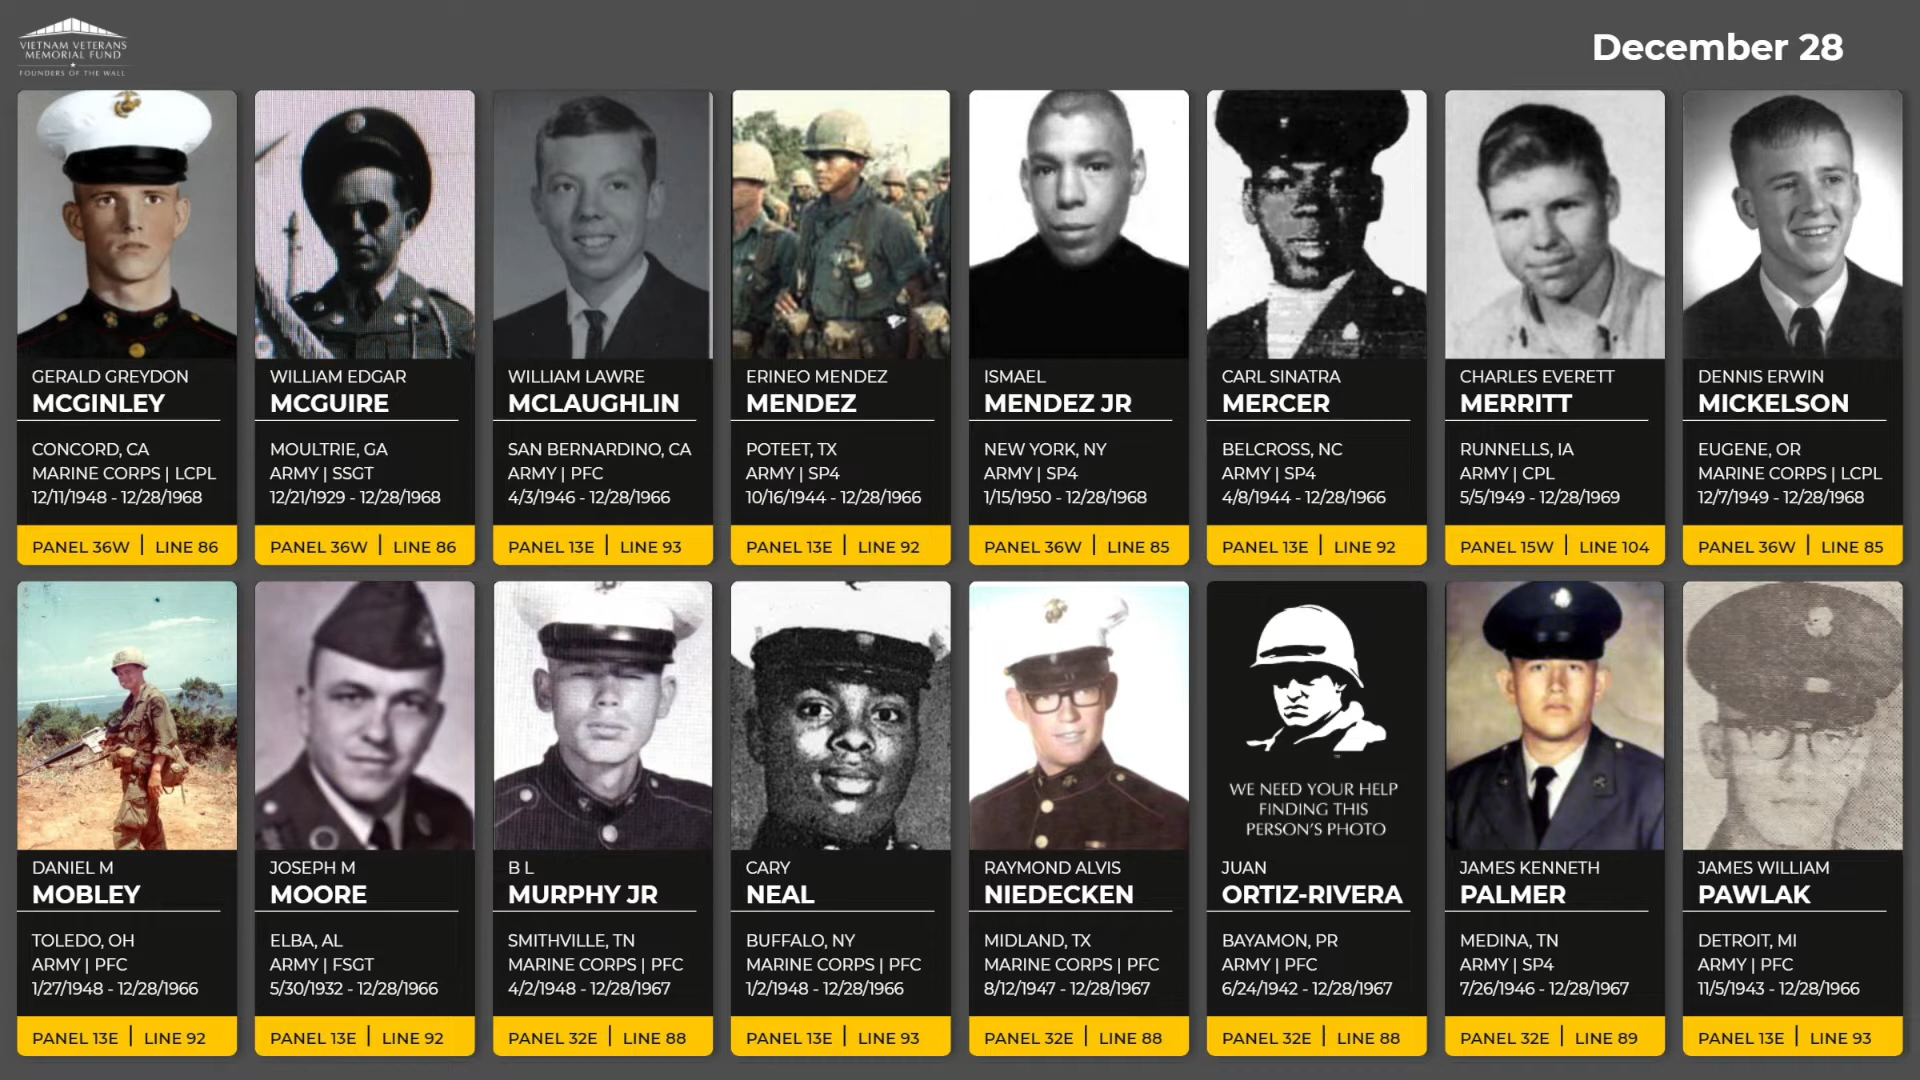 VIETNAM VETERANS
MEMORIAL FUND
FOUNDERS OF THE WALL
December 28
GERALD GREYDON
MCGINLEY
CONCORD, CA
MARINE CORPS | LCPL
12/11/1948 - 12/28/1968
PANEL 36W | LINE 86
WILLIAM EDGAR
MCGUIRE
MOULTRIE, GA
ARMY | SSGT
12/21/1929 - 12/28/1968
PANEL 36W | LINE 86
WILLIAM LAWRE
MCLAUGHLIN
SAN BERNARDINO, CA
ARMY | PFC
4/3/1946 - 12/28/1966
PANEL 13E | LINE 93
ERINEO MENDEZ
MENDEZ
POTEET, TX
ARMY | SP4
10/16/1944 - 12/28/1966
PANEL 13E | LINE 92
ISMAEL
MENDEZ JR
NEW YORK, NY
ARMY | SP4
1/15/1950 - 12/28/1968
PANEL 36W | LINE 85
CARL SINATRA
MERCER
BELCROSS, NC
ARMY | SP4
4/8/1944 - 12/28/1966
PANEL 13E | LINE 92
CHARLES EVERETT
MERRITT
RUNNELLS, IA
ARMY | CPL
5/5/1949 - 12/28/1969
PANEL 15W | LINE 104
DENNIS ERWIN
MICKELSON
EUGENE, OR
MARINE CORPS | LCPL
12/7/1949 - 12/28/1968
PANEL 36W | LINE 85
DANIEL M
MOBLEY
TOLEDO, OH
ARMY | PFC
1/27/1948 - 12/28/1966
PANEL 13E | LINE 92
JOSEPH M
MOORE
ELBA, AL
ARMY | FSGT
5/30/1932 - 12/28/1966
PANEL 13E | LINE 92
B L
MURPHY JR
SMITHVILLE, TN
MARINE CORPS | PFC
4/2/1948 - 12/28/1967
PANEL 32E | LINE 88
CARY
NEAL
BUFFALO, NY
MARINE CORPS | PFC
1/2/1948 - 12/28/1966
PANEL 13E | LINE 93
RAYMOND ALVIS
NIEDECKEN
MIDLAND, TX
MARINE CORPS | PFC
8/12/1947 - 12/28/1967
PANEL 32E | LINE 88
WE NEED YOUR HELP
FINDING THIS
PERSON'S PHOTO
JUAN
ORTIZ-RIVERA
BAYAMON, PR
ARMY | PFC
6/24/1942 - 12/28/1967
PANEL 32E | LINE 88
JAMES KENNETH
PALMER
MEDINA, TN
ARMY | SP4
7/26/1946 - 12/28/1967
PANEL 32E | LINE 89
JAMES WILLIAM
PAWLAK
DETROIT, MI
ARMY | PFC
11/5/1943 - 12/28/1966
PANEL 13E | LINE 93